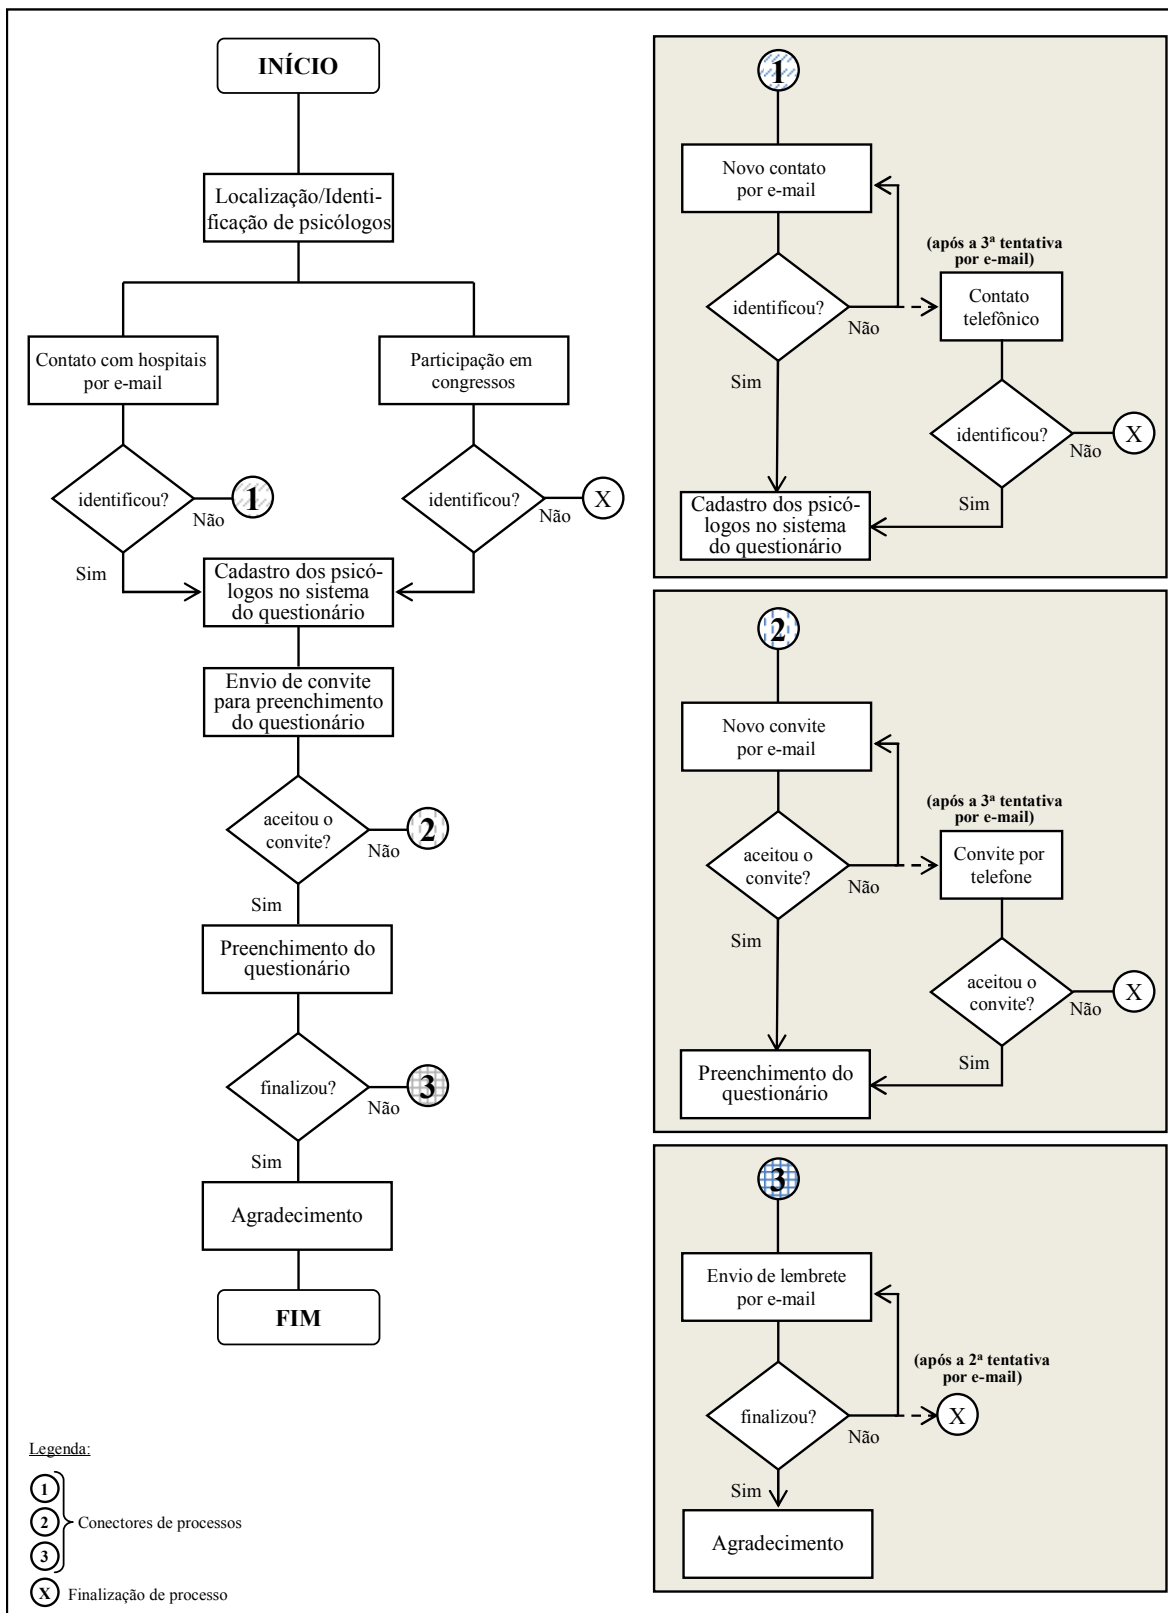 INÍCIO
Localização/Identi-
ficação de psicólogos
Contato com hospitais
por e-mail
Participação em
congressos
identificou?
Não
1
Sim
identificou?
Não
X
Cadastro dos psicó-
logos no sistema
do questionário
Envio de convite
para preenchimento
do questionário
aceitou o
convite?
Não
2
Sim
Preenchimento do
questionário
finalizou?
Não
3
Sim
Agradecimento
FIM
Legenda:
1
2
3
Conectores de processos
X
Finalização de processo
1
Novo contato
por e-mail
identificou?
Não
Sim
(após a 3ª tentativa
por e-mail)
Contato
telefônico
identificou?
Não
X
Sim
Cadastro dos psicó-
logos no sistema
do questionário
2
Novo convite
por e-mail
aceitou o
convite?
Não
Sim
(após a 3ª tentativa
por e-mail)
Convite por
telefone
aceitou o
convite?
Não
X
Sim
Preenchimento do
questionário
3
Envio de lembrete
por e-mail
finalizou?
Não
(após a 2ª tentativa
por e-mail)
X
Sim
Agradecimento